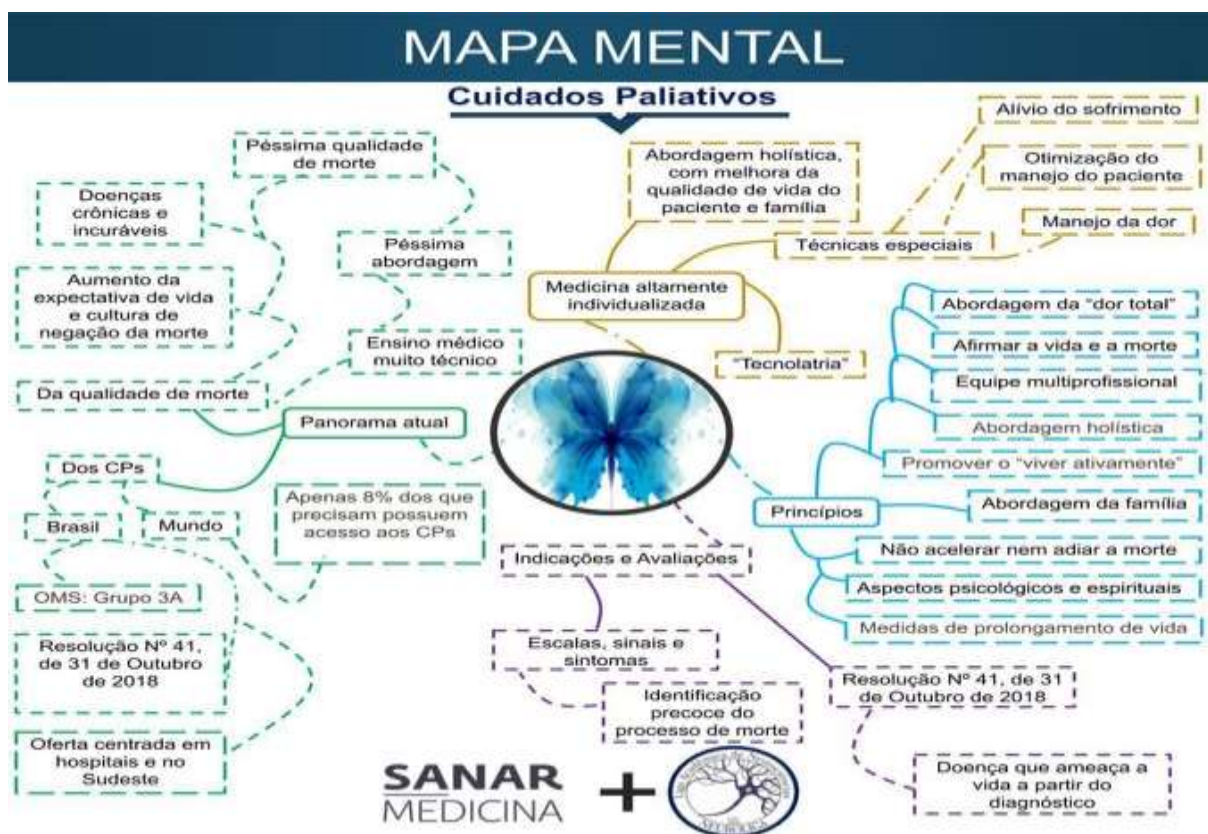 MAPA MENTAL
Cuidados Paliativos
Péssima qualidade
de morte
Doenças
crônicas e
incuráveis
Péssima
abordagem
Aumento da
expectativa de vida
e cultura de
negação da morte
Ensino médico
muito técnico
Da qualidade de morte
Panorama atual
Dos CPs
Brasil
Mundo
Apenas 8% dos que
precisam possuem
acesso aos CPs
OMS: Grupo 3A
Resolução Nº 41,
de 31 de Outubro
de 2018
Oferta centrada em
hospitais e no
Sudeste
Abordagem holística,
com melhora da
qualidade de vida do
paciente e família
Alívio do sofrimento
Otimização do
manejo do paciente
Manejo da dor
Técnicas especiais
Medicina altamente
individualizada
"Tecnolatria"
Abordagem da "dor total"
Afirmar a vida e a morte
Equipe multiprofissional
Abordagem holística
Promover o "viver ativamente"
Princípios
Abordagem da família
Não acelerar nem adiar a morte
Aspectos psicológicos e espirituais
Medidas de prolongamento de vida
Indicações e Avaliações
Escalas, sinais e
sintomas
Identificação
precoce do
processo de morte
Resolução Nº 41, de 31
de Outubro de 2018
Doença que ameaça a
vida a partir do
diagnóstico
SANAR
MEDICINA
+